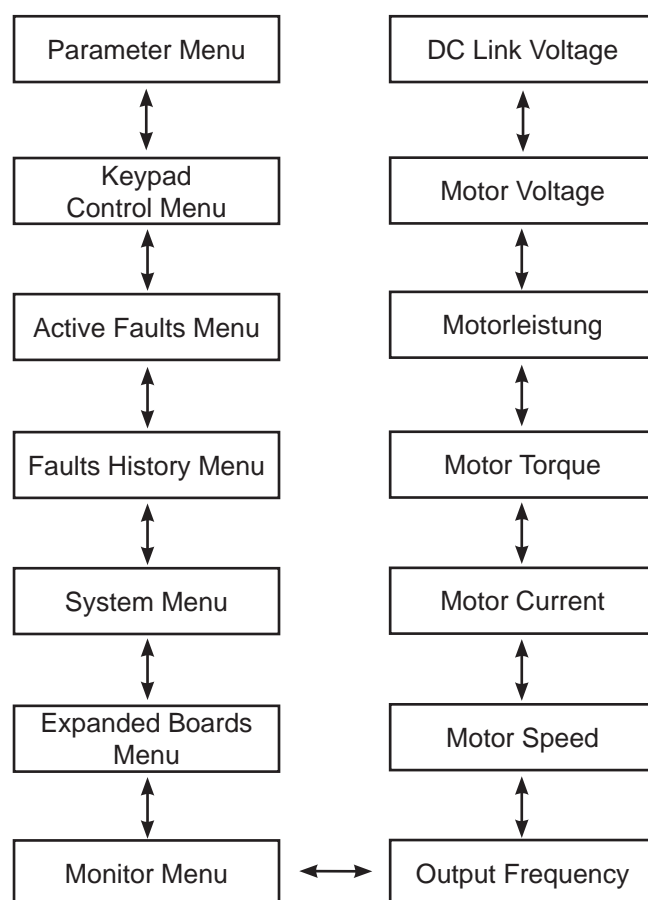 Parameter Menu
Keypad
Control Menu
Active Faults Menu
Faults History Menu
System Menu
Expanded Boards
Menu
Monitor Menu
DC Link Voltage
Motor Voltage
Motorleistung
Motor Torque
Motor Current
Motor Speed
Output Frequency